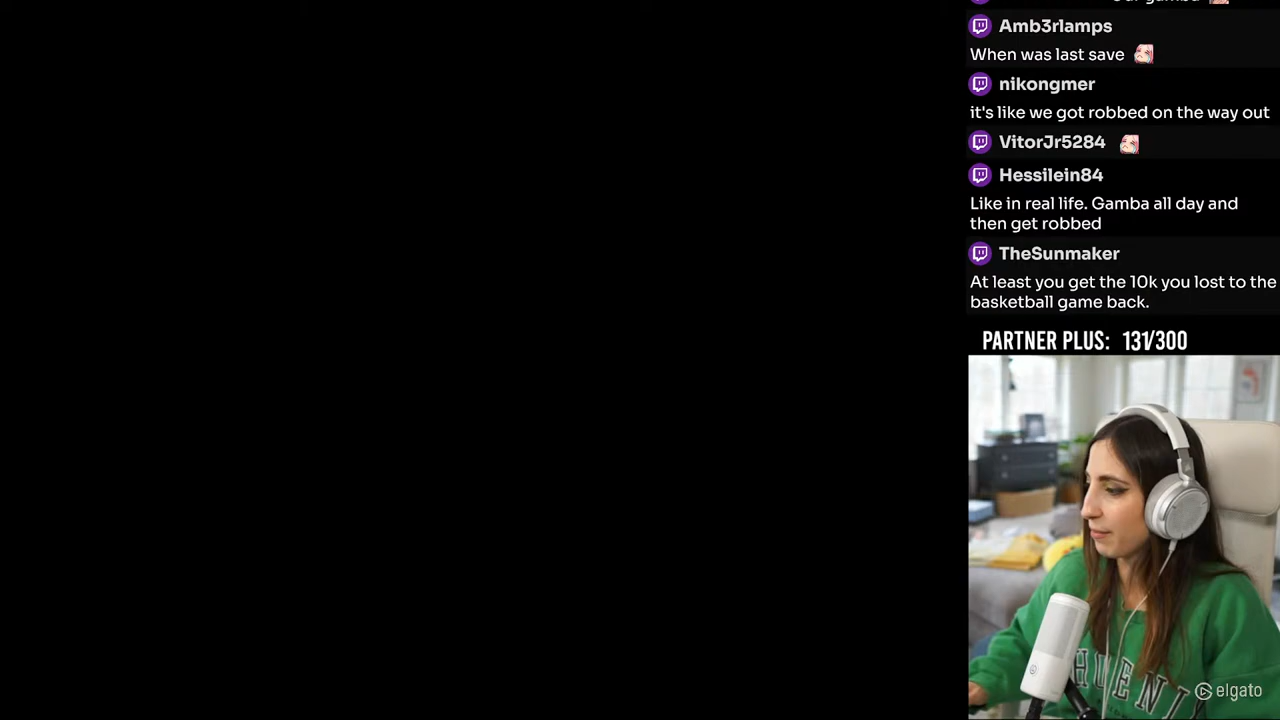 Amb3rlamps
When was last save
nikongmer
it's like we got robbed on the way out
VitorJr5284
Hessilein84
Like in real life. Gamba all day and
then get robbed
TheSunmaker
At least you get the 10k you lost to the
basketball game back.
PARTNER PLUS: 131/300
elgato